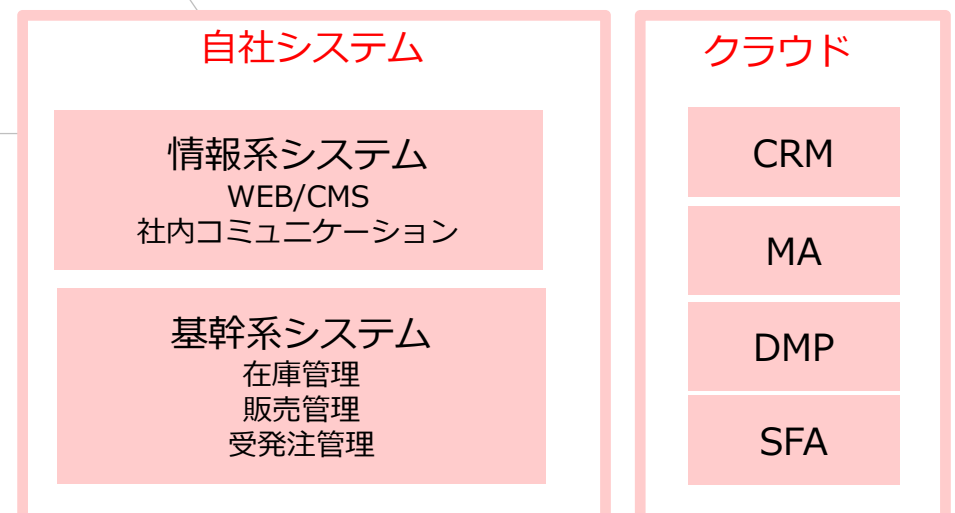 自社システム
情報系システム
WEB/CMS
社内コミュニケーション
基幹系システム
在庫管理
販売管理
受発注管理
クラウド
CRM
MA
DMP
SFA